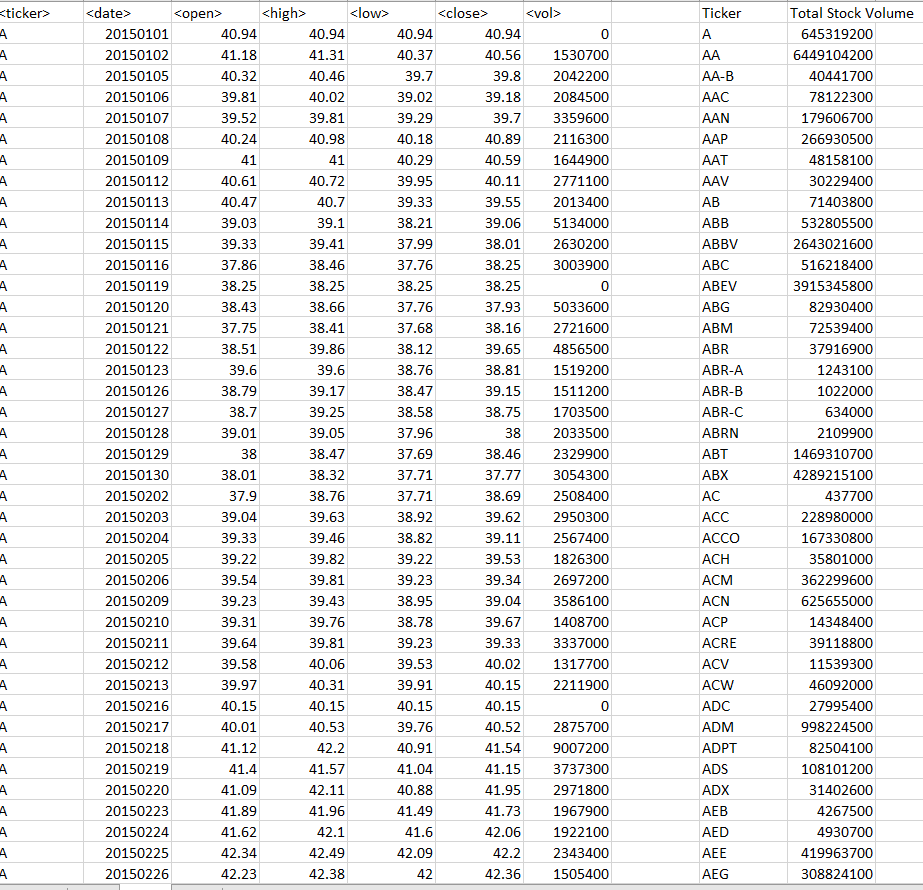 <ticker> <date> <open> <high> <low> <close> <vol> Ticker Total Stock Volume
A 20150101 40.94 40.94 40.94 40.94 0 A 645319200
A 20150102 41.18 41.31 40.37 40.56 1530700 AA 6449104200
A 20150105 40.32 40.46 39.7 39.8 2042200 AA-B 40441700
A 20150106 39.81 40.02 39.02 39.18 2084500 AAC 78122300
A 20150107 39.52 39.81 39.29 39.7 3359600 AAN 179606700
A 20150108 40.24 40.98 40.18 40.89 2116300 AAP 266930500
A 20150109 41 41 40.29 40.59 1644900 AAT 48158100
A 20150112 40.61 40.72 39.95 40.11 2771100 AAV 30229400
A 20150113 40.47 40.7 39.33 39.55 2013400 AB 71403800
A 20150114 39.03 39.1 38.21 39.06 5134000 ABB 532805500
A 20150115 39.33 39.41 37.99 38.01 2630200 ABBV 2643021600
A 20150116 37.86 38.46 37.76 38.25 3003900 ABC 516218400
A 20150119 38.25 38.25 38.25 38.25 0 ABEV 3915345800
A 20150120 38.43 38.66 37.76 37.93 5033600 ABG 82930400
A 20150121 37.75 38.41 37.68 38.16 2721600 ABM 72539400
A 20150122 38.51 39.86 38.12 39.65 4856500 ABR 37916900
A 20150123 39.6 39.6 38.76 38.81 1519200 ABR-A 1243100
A 20150126 38.79 39.17 38.47 39.15 1511200 ABR-B 1022000
A 20150127 38.7 39.25 38.58 38.75 1703500 ABR-C 634000
A 20150128 39.01 39.05 37.96 38 2033500 ABRN 2109900
A 20150129 38 38.47 37.69 38.46 2329900 ABT 1469310700
A 20150130 38.01 38.32 37.71 37.77 3054300 ABX 4289215100
A 20150202 37.9 38.76 37.71 38.69 2508400 AC 437700
A 20150203 39.04 39.63 38.92 39.62 2950300 ACC 228980000
A 20150204 39.33 39.46 38.82 39.11 2567400 ACCO 167330800
A 20150205 39.22 39.82 39.22 39.53 1826300 ACH 35801000
A 20150206 39.54 39.81 39.23 39.34 2697200 ACM 362299600
A 20150209 39.23 39.43 38.95 39.04 3586100 ACN 625655000
A 20150210 39.31 39.76 38.78 39.67 1408700 ACP 14348400
A 20150211 39.64 39.81 39.23 39.33 3337000 ACRE 39118800
A 20150212 39.58 40.06 39.53 40.02 1317700 ACV 11539300
A 20150213 39.97 40.31 39.91 40.15 2211900 ACW 46092000
A 20150216 40.15 40.15 40.15 40.15 0 ADC 27995400
A 20150217 40.01 40.53 39.76 40.52 2875700 ADM 998224500
A 20150218 41.12 42.2 40.91 41.54 9007200 ADPT 82504100
A 20150219 41.4 41.57 41.04 41.15 3737300 ADS 108101200
A 20150220 41.09 42.11 40.88 41.95 2971800 ADX 31402600
A 20150223 41.89 41.96 41.49 41.73 1967900 AEB 4267500
A 20150224 41.62 42.1 41.6 42.06 1922100 AED 4930700
A 20150225 42.34 42.49 42.09 42.2 2343400 AEE 419963700
A 20150226 42.23 42.38 42 42.36 1505400 AEG 308824100